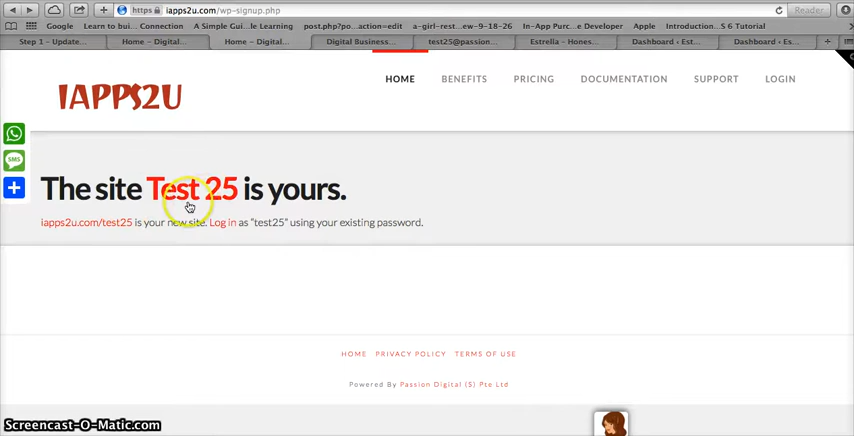 https iapps2u.com/wp-signup.php Reader
Google Learn to bui... Connection A Simple Gui...le Learning post.php?po...action=edit a-girl-rest...ew-9-18-26 In-App Purc...e Developer Apple Introduction...S 6 Tutorial
Step 1 - Update... Home – Digital... Home – Digital... Digital Business... test25@passion... Estrella – Hones... Dashboard ‹ Est... Dashboard ‹ Es...
IAPPS2U
HOME BENEFITS PRICING DOCUMENTATION SUPPORT LOGIN
SMS
The site Test 25 is yours.
iapps2u.com/test25 is your new site. Log in as “test25” using your existing password.
HOME PRIVACY POLICY TERMS OF USE
Powered By Passion Digital (S) Pte Ltd
Screencast-O-Matic.com